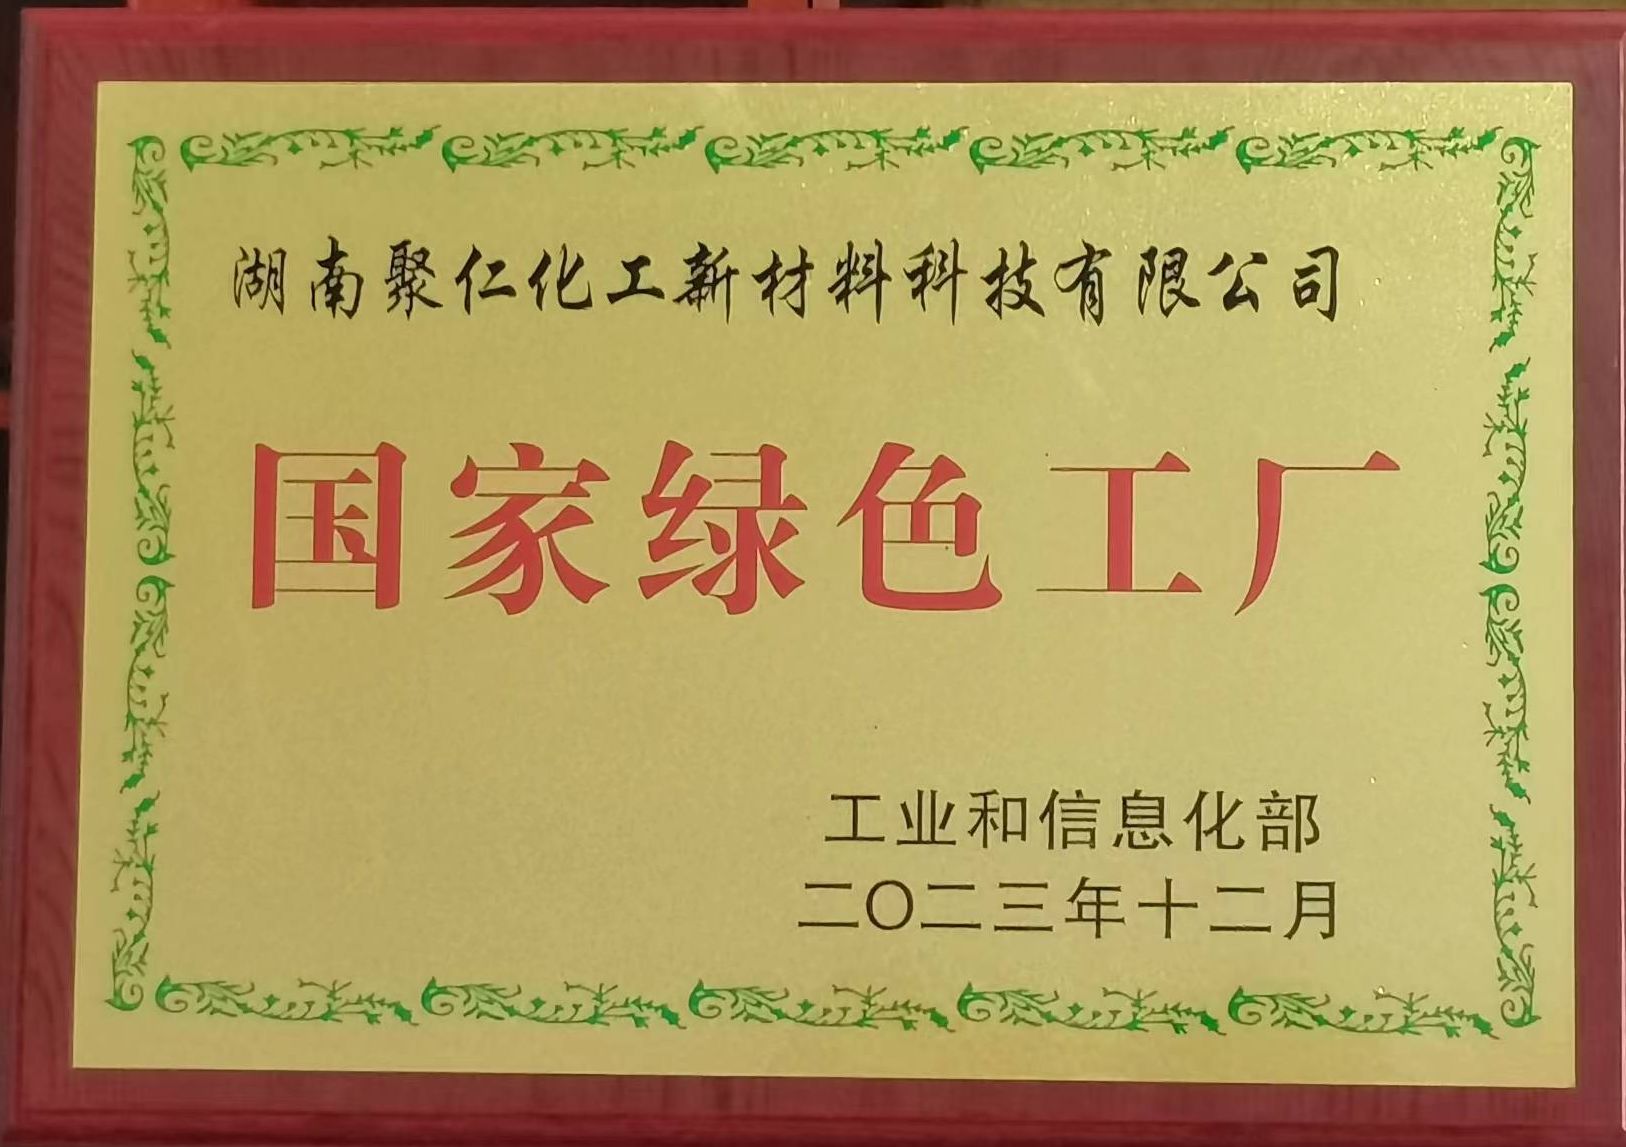 湖南聚仁化工新材料科技有限公司
国家绿色工厂
工业和信息化部
二〇二三年十二月